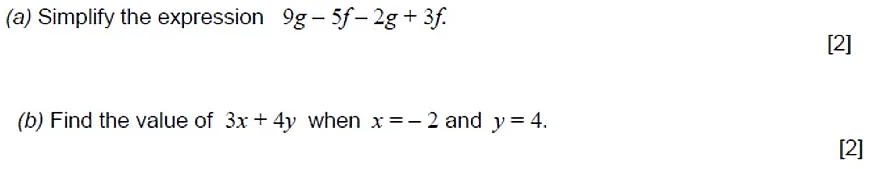 (a) Simplify the expression 9g – 5f – 2g + 3f.
[2]
(b) Find the value of 3x + 4y when x = – 2 and y = 4.
[2]